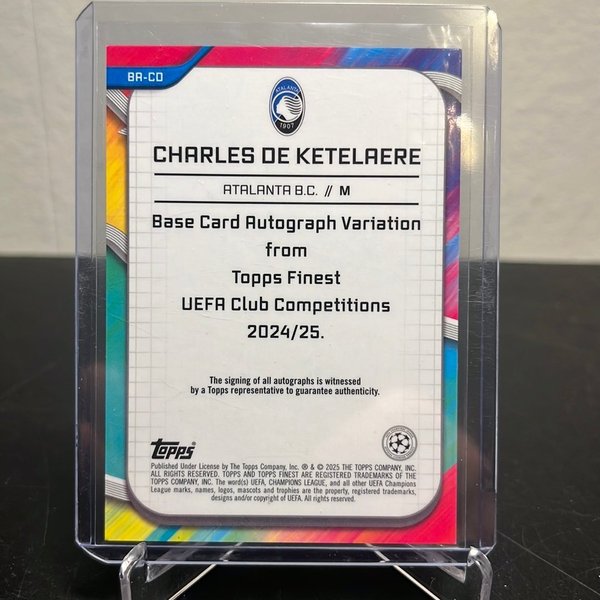 BA-CD
ATALANTA
1907
CHARLES DE KETELAERE
ATALANTA B.C. // M
Base Card Autograph Variation
from
Topps Finest
UEFA Club Competitions
2024/25.
The signing of all autographs is witnessed
by a Topps representative to guarantee authenticity.
Topps
Published Under License by The Topps Company, Inc. ® & © 2025 THE TOPPS COMPANY, INC.
ALL RIGHTS RESERVED. TOPPS AND TOPPS FINEST ARE REGISTERED TRADEMARKS OF THE TOPPS COMPANY, INC. The word(s) UEFA, CHAMPIONS LEAGUE, and all other UEFA Champions
League marks, names, logos, mascots and trophies are the property, registered trademarks,
designs and/or copyright of UEFA. All rights reserved.